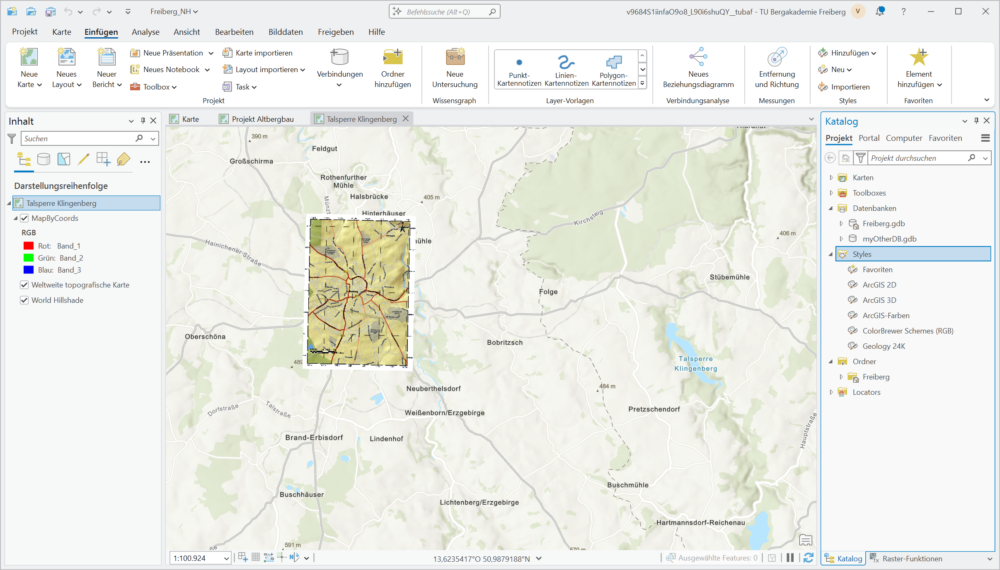 Freiberg_NH
Befehlssuche (Alt+Q)
v9684S1iinfaO9o8_L90i6shuQY__tubaf - TU Bergakademie Freiberg
V
?
Projekt
Karte
Einfügen
Analyse
Ansicht
Bearbeiten
Bilddaten
Freigeben
Hilfe
Neue
Karte
Neues
Layout
Neuer
Bericht
Neue Präsentation
Neues Notebook
Toolbox
Karte importieren
Layout importieren
Task
Verbindungen
Ordner
hinzufügen
Projekt
Neue
Untersuchung
Wissensgraph
Punkt-
Kartennotizen
Linien-
Kartennotizen
Polygon-
Kartennotizen
Layer-Vorlagen
Neues
Beziehungsdiagramm
Verbindungsanalyse
Entfernung
und Richtung
Messungen
Hinzufügen
Neu
Importieren
Styles
Element
hinzufügen
Favoriten
Inhalt
Suchen
Darstellungsreihenfolge
Talsperre Klingenberg
MapByCoords
RGB
Rot: Band_1
Grün: Band_2
Blau: Band_3
Weltweite topografische Karte
World Hillshade
Karte
Projekt Altbergbau
Talsperre Klingenberg
Tharandt
390 m
Feldgut
Großschirma
Rothenfurther
Mühle
Halsbrücke
405 m
Münzb
Hinterhäuser
Kirchsteig
406 m
Hainichener Straße
mühle
Stübemühle
Folge
Freiberg
Oberschöna
Bobritzsch
489
Talsperre
Klingenberg
484 m
Neuberthelsdorf
Dorfstraße
Talstraße
Weißenborn/Erzgebirge
Pretzschendorf
Hauptstraße
Brand-Erbisdorf
Lindenhof
Buschmühle
Buschhäuser
Lichtenberg/Erzgebirge
Hartmannsdorf-Reichenau
591 m
570 m
1:100.924
N
13,6235417°O 50,9879188°N
Ausgewählte Features: 0
Katalog
Projekt
Portal
Computer
Favoriten
Projekt durchsuchen
Karten
Toolboxes
Datenbanken
Freiberg.gdb
myOtherDB.gdb
Styles
Favoriten
ArcGIS 2D
ArcGIS 3D
ArcGIS-Farben
ColorBrewer Schemes (RGB)
Geology 24K
Ordner
Freiberg
Locators
Katalog
Raster-Funktionen